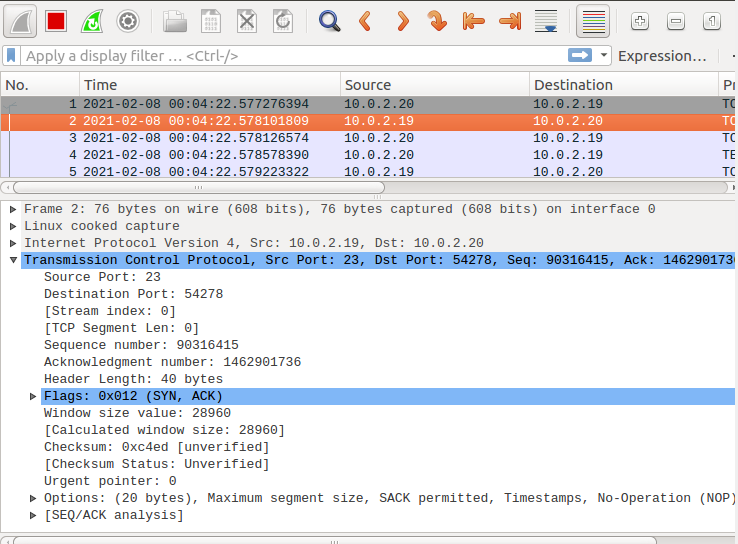 Apply a display filter … <Ctrl-/>
Expression…
No. Time Source Destination
1 2021-02-08 00:04:22.577276394 10.0.2.20 10.0.2.19 TC
2 2021-02-08 00:04:22.578101809 10.0.2.19 10.0.2.20 TC
3 2021-02-08 00:04:22.578126574 10.0.2.20 10.0.2.19 TC
4 2021-02-08 00:04:22.578578390 10.0.2.20 10.0.2.19 TE
5 2021-02-08 00:04:22.579223322 10.0.2.19 10.0.2.20 TC
Frame 2: 76 bytes on wire (608 bits), 76 bytes captured (608 bits) on interface 0
Linux cooked capture
Internet Protocol Version 4, Src: 10.0.2.19, Dst: 10.0.2.20
Transmission Control Protocol, Src Port: 23, Dst Port: 54278, Seq: 90316415, Ack: 1462901736
Source Port: 23
Destination Port: 54278
[Stream index: 0]
[TCP Segment Len: 0]
Sequence number: 90316415
Acknowledgment number: 1462901736
Header Length: 40 bytes
Flags: 0x012 (SYN, ACK)
Window size value: 28960
[Calculated window size: 28960]
Checksum: 0xc4ed [unverified]
[Checksum Status: Unverified]
Urgent pointer: 0
Options: (20 bytes), Maximum segment size, SACK permitted, Timestamps, No-Operation (NOP)
[SEQ/ACK analysis]